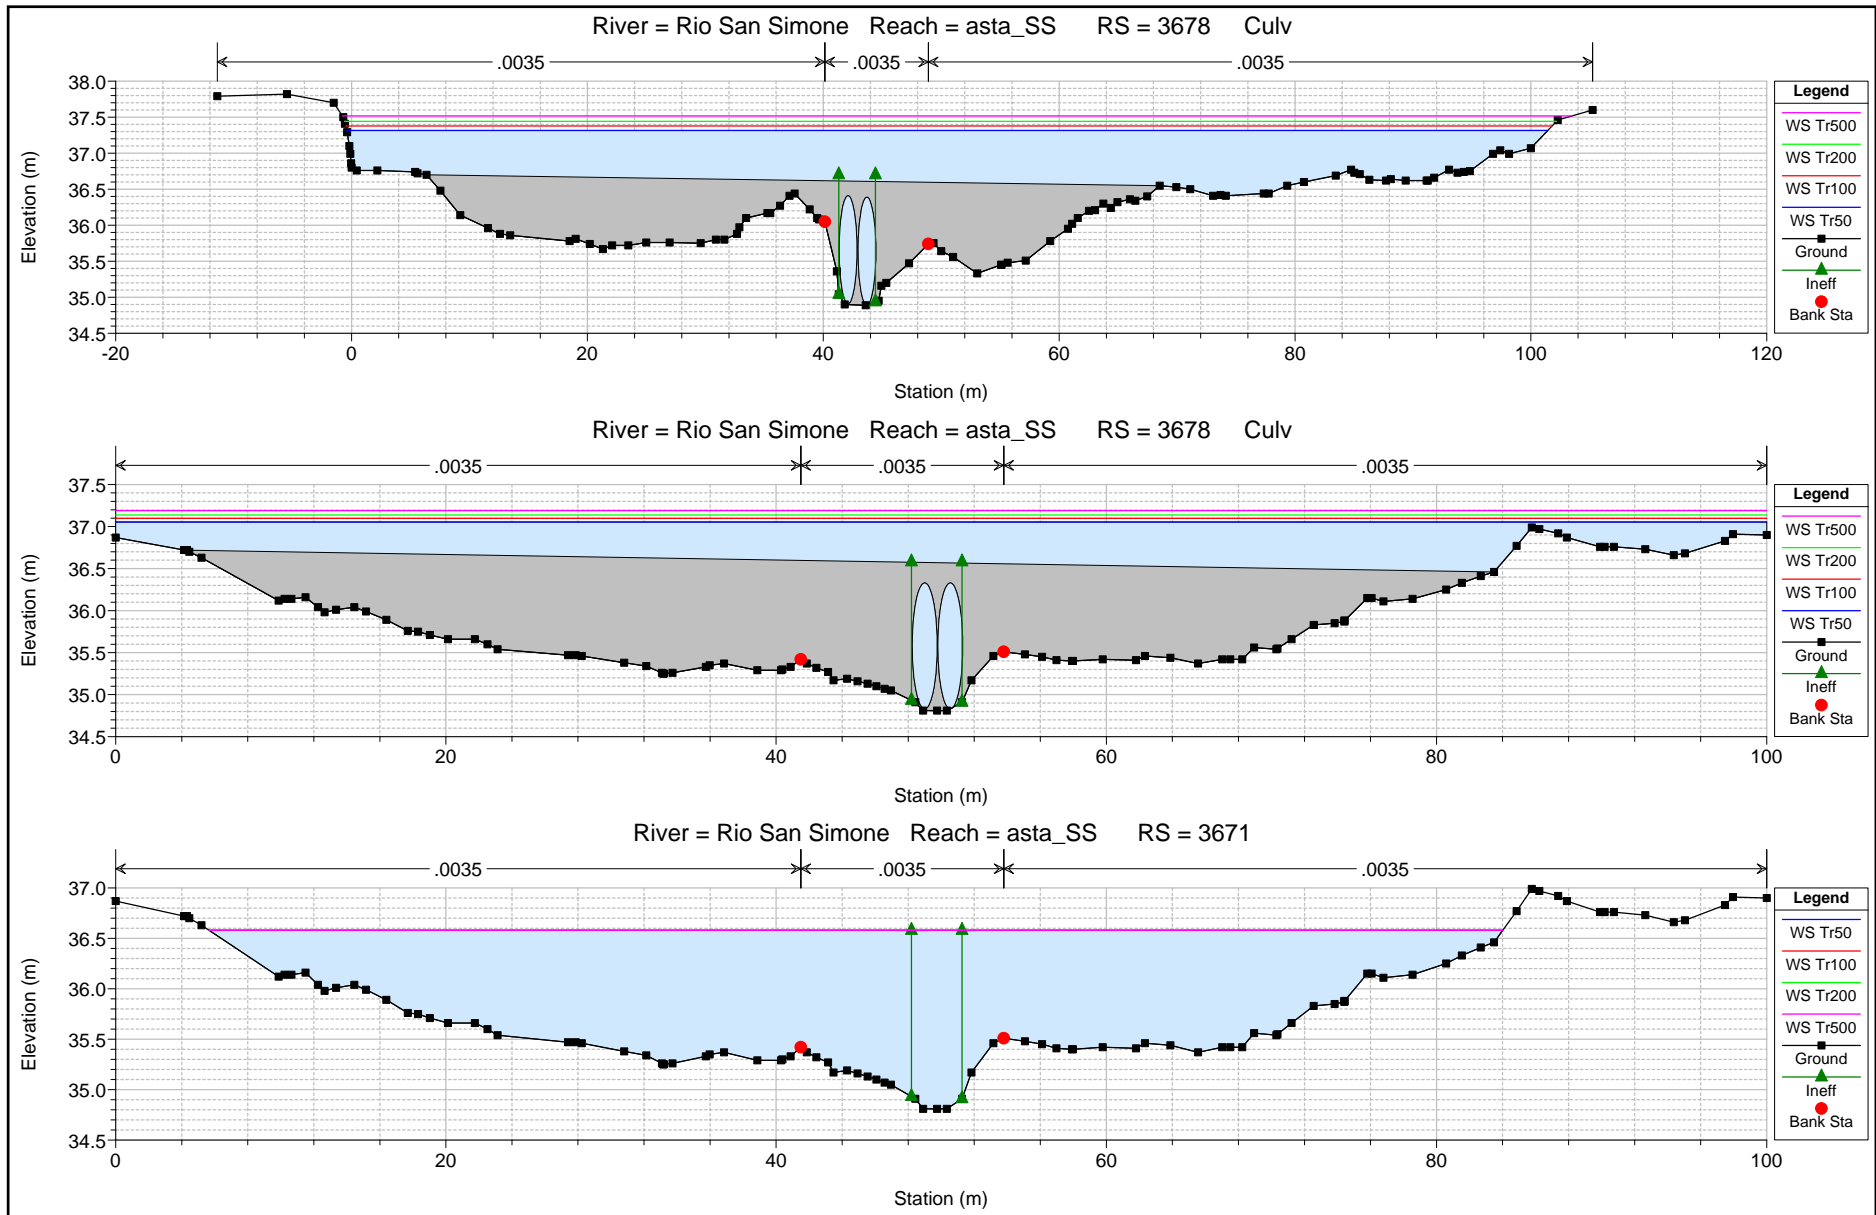 River = Rio San Simone Reach = asta_SS RS = 3678 Culv
.0035 .0035 .0035
38.0
37.5
37.0
36.5
36.0
35.5
35.0
34.5
Elevation (m)
-20 0 20 40 60 80 100 120
Station (m)
Legend
WS Tr500
WS Tr200
WS Tr100
WS Tr50
Ground
Ineff
Bank Sta
River = Rio San Simone Reach = asta_SS RS = 3678 Culv
.0035 .0035 .0035
37.5
37.0
36.5
36.0
35.5
35.0
34.5
Elevation (m)
0 20 40 60 80 100
Station (m)
Legend
WS Tr500
WS Tr200
WS Tr100
WS Tr50
Ground
Ineff
Bank Sta
River = Rio San Simone Reach = asta_SS RS = 3671
.0035 .0035 .0035
37.0
36.5
36.0
35.5
35.0
34.5
Elevation (m)
0 20 40 60 80 100
Station (m)
Legend
WS Tr50
WS Tr100
WS Tr200
WS Tr500
Ground
Ineff
Bank Sta